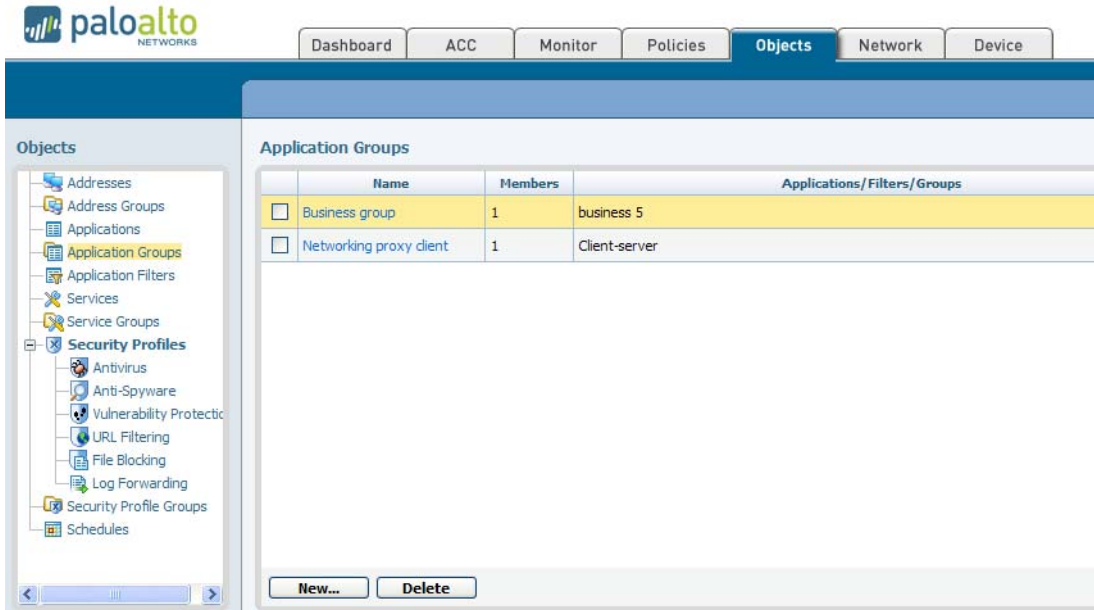 paloalto
NETWORKS
Dashboard
ACC
Monitor
Policies
Objects
Network
Device
Objects
Addresses
Address Groups
Applications
Application Groups
Application Filters
Services
Service Groups
Security Profiles
Antivirus
Anti-Spyware
Vulnerability Protectic
URL Filtering
File Blocking
Log Forwarding
Security Profile Groups
Schedules
Application Groups
Name Members Applications/Filters/Groups
Business group 1 business 5
Networking proxy client 1 Client-server
New... Delete